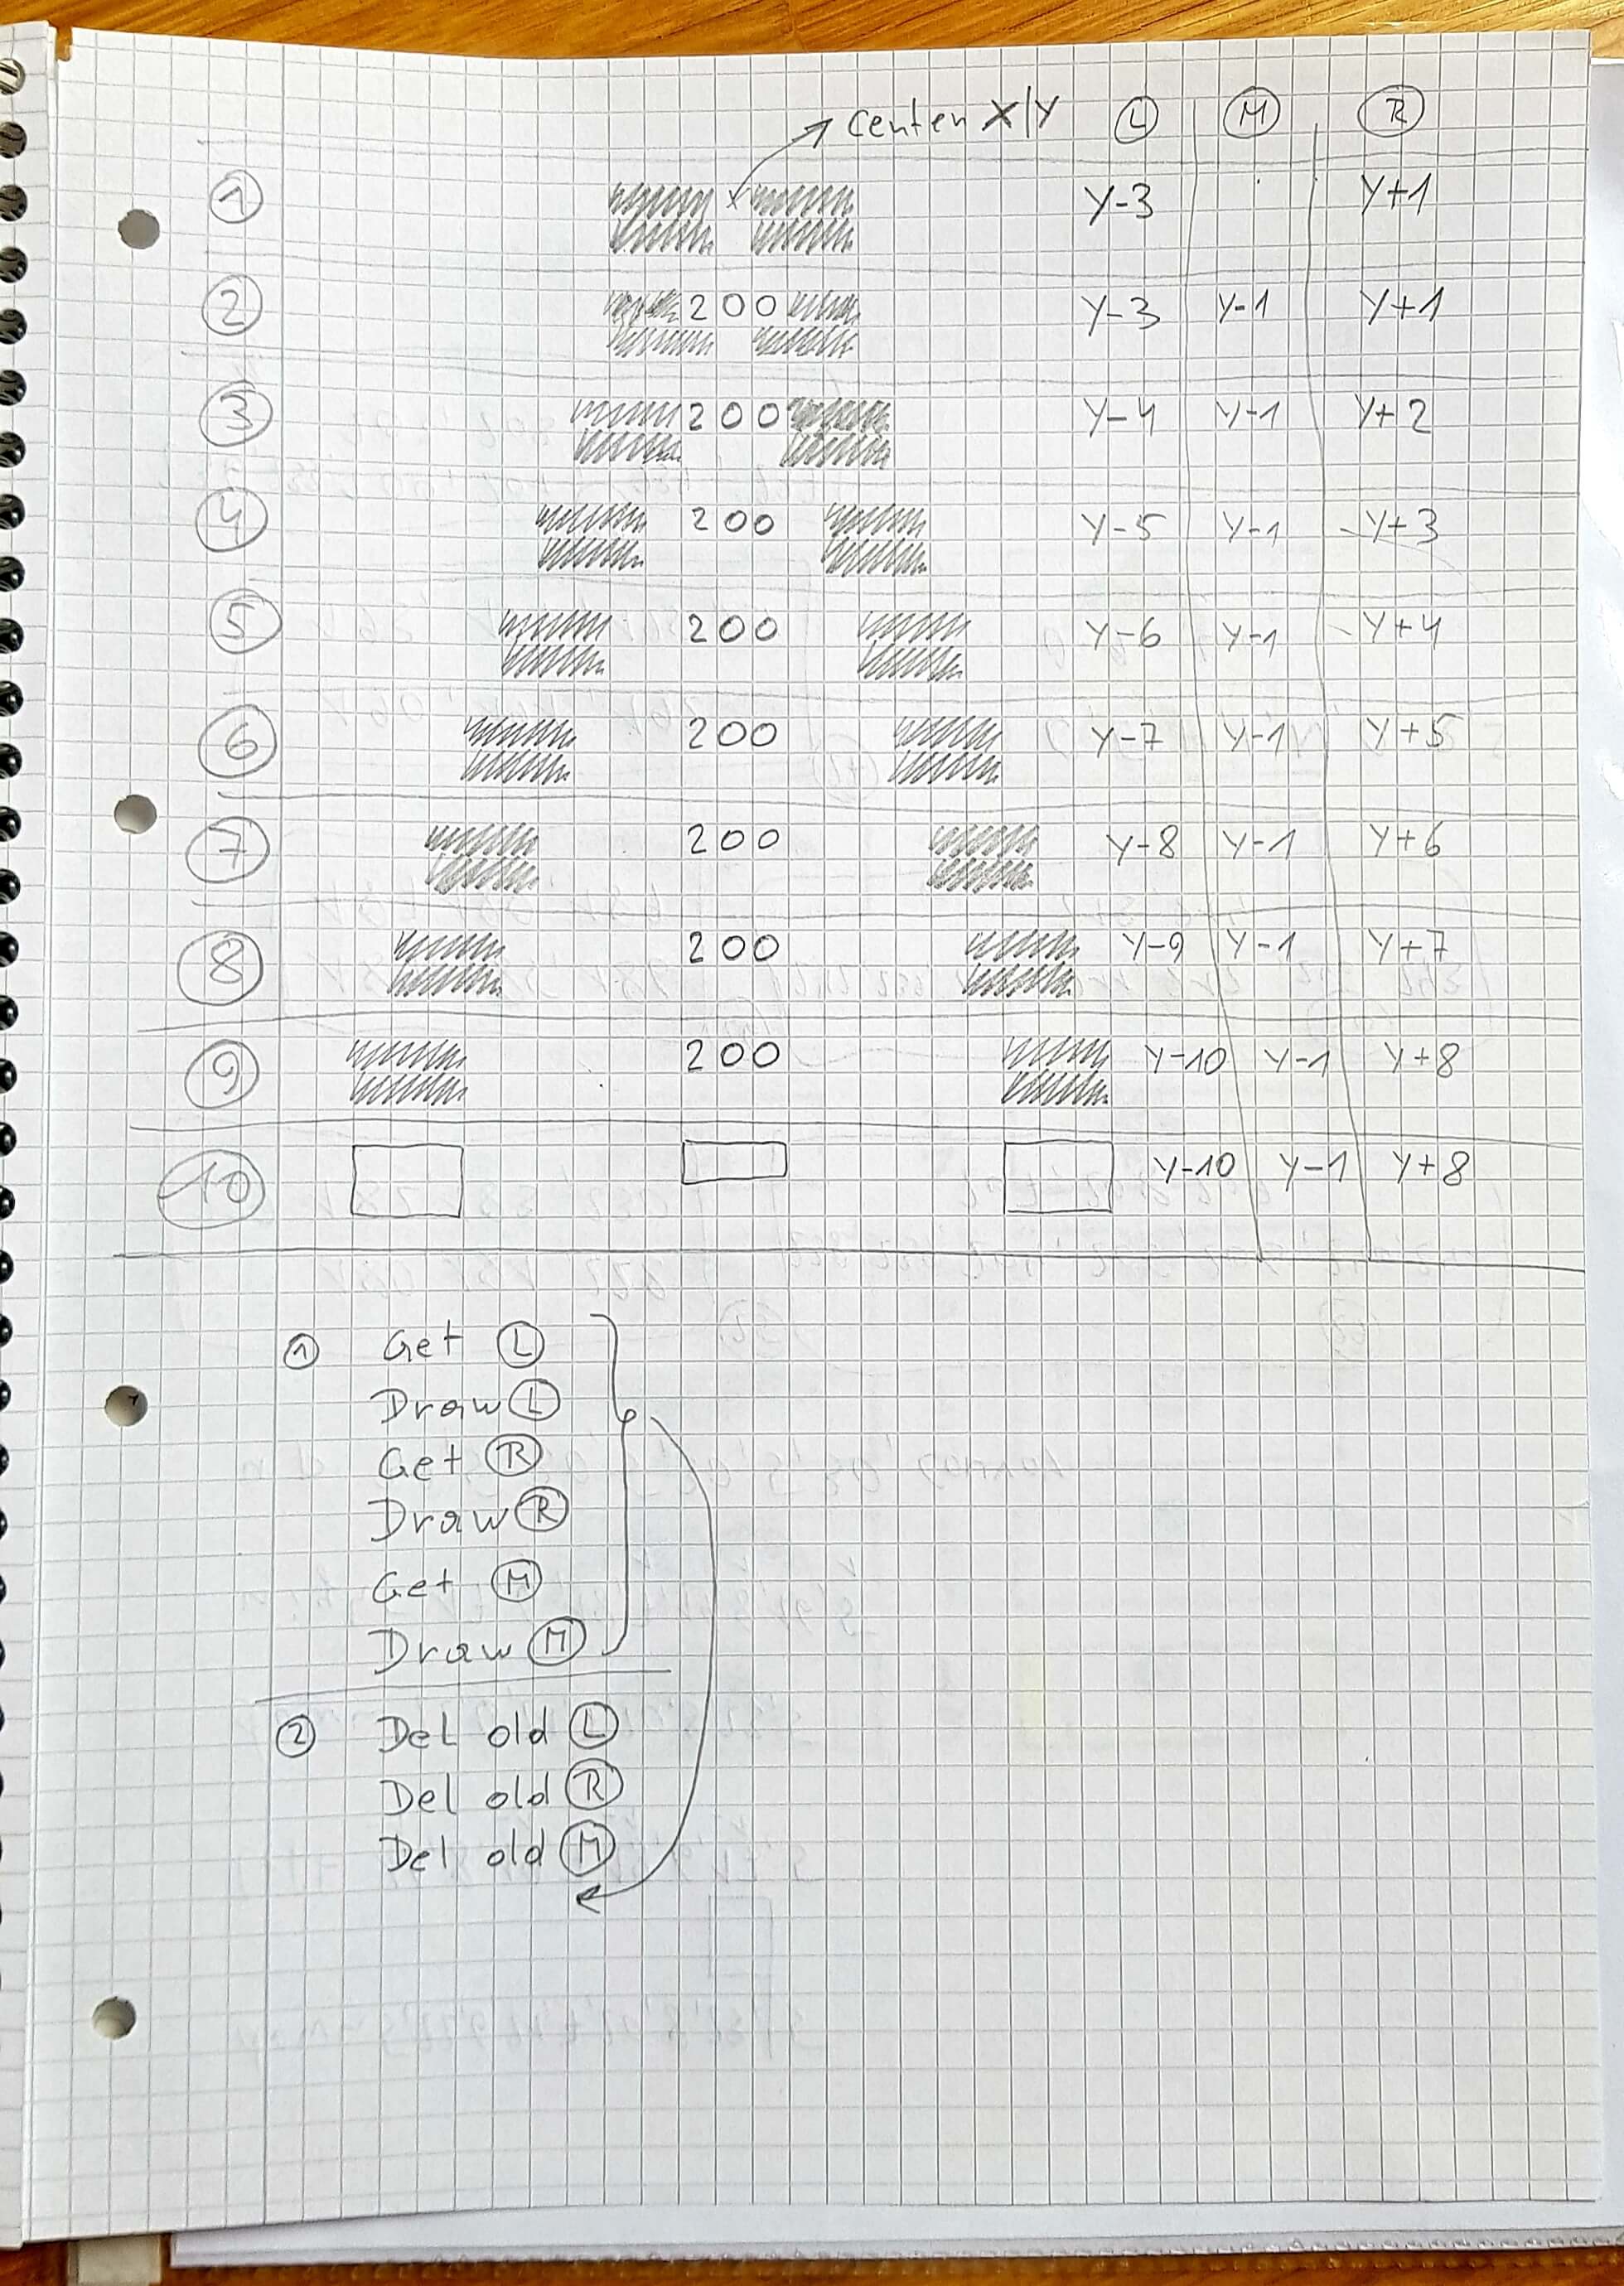 center X/Y L M R
1 Y-3 Y+1
2 200 Y-3 Y-1 Y+1
3 200 Y-4 Y-1 Y+2
4 200 Y-5 Y-1 Y+3
5 200 Y-6 Y-1 Y+4
6 200 Y-7 Y-1 Y+5
7 200 Y-8 Y-1 Y+6
8 200 Y-9 Y-1 Y+7
9 200 Y-10 Y-1 Y+8
10 Y-10 Y-1 Y+8
1 Get L
Draw L
Get R
Draw R
Get M
Draw M
2 Del old L
Del old R
Del old M